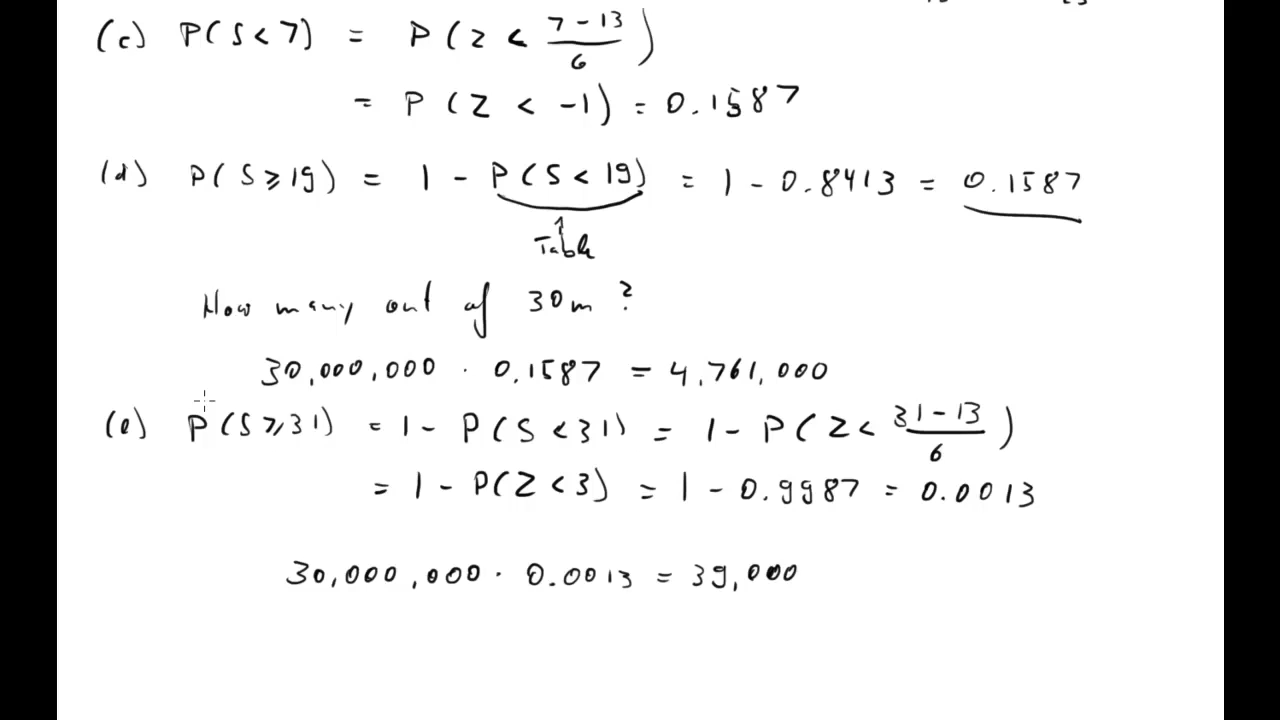 (c) P(S < 7) = P(Z < (7 - 13)/6)
= P(Z < -1) = 0.1587
(d) P(S ≥ 19) = 1 - P(S < 19) = 1 - 0.8413 = 0.1587
↑
Table
How many out of 30m?
30,000,000 · 0.1587 = 4,761,000
(e) P(S ≥ 31) = 1 - P(S < 31) = 1 - P(Z < (31 - 13)/6)
= 1 - P(Z < 3) = 1 - 0.9987 = 0.0013
30,000,000 · 0.0013 = 39,000